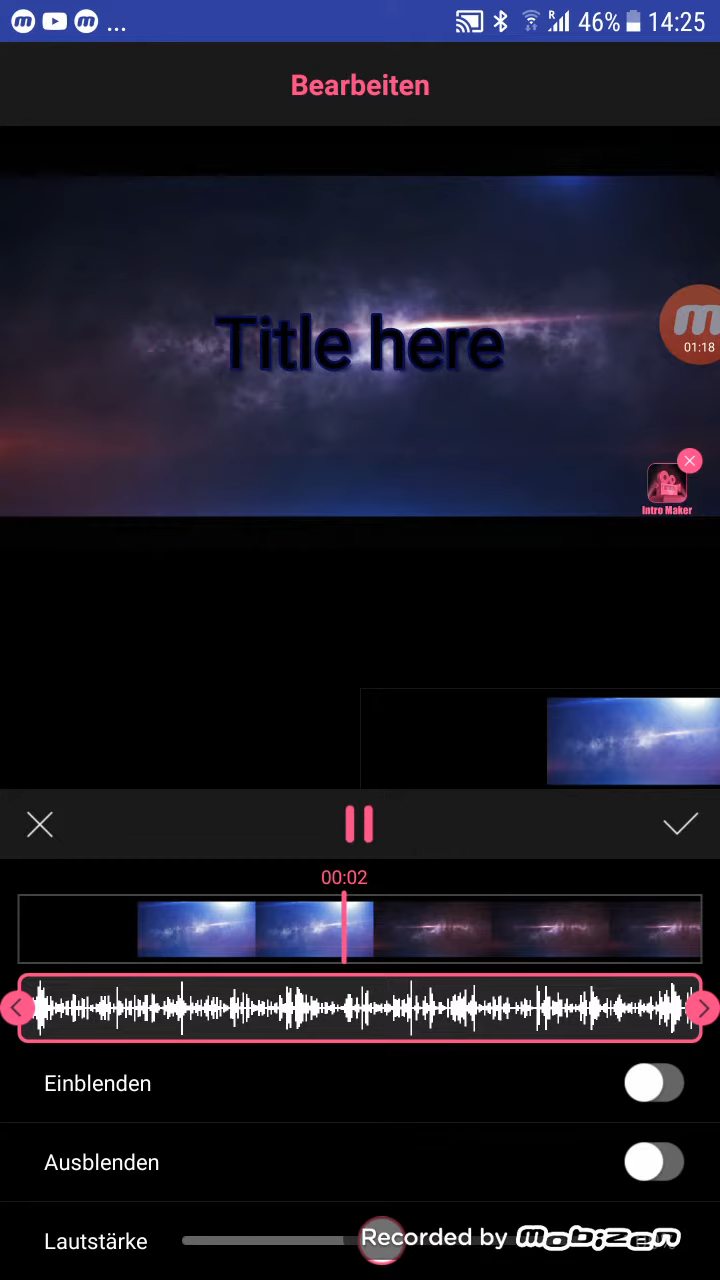 ... 46% 14:25
Bearbeiten
Title here
01:18
Intro Maker
00:02
Einblenden
Ausblenden
Lautstärke
Recorded by mobizen